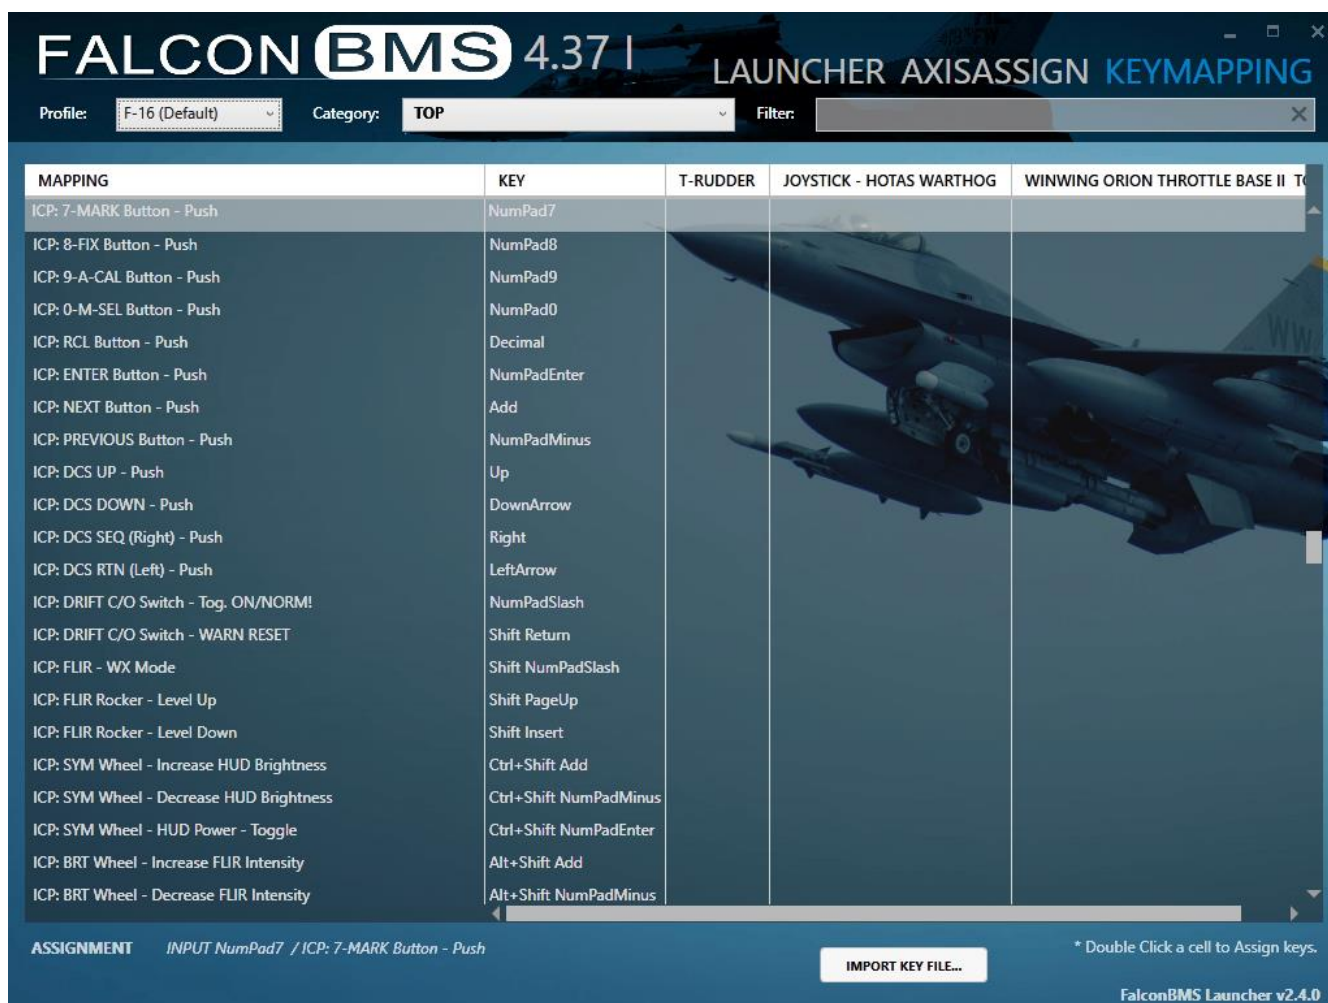 FALCON BMS 4.37 |
LAUNCHER AXISASSIGN KEYMAPPING
Profile: F-16 (Default) Category: TOP Filter:
MAPPING KEY T-RUDDER JOYSTICK - HOTAS WARTHOG WINWING ORION THROTTLE BASE II
ICP: 7-MARK Button - Push NumPad7
ICP: 8-FIX Button - Push NumPad8
ICP: 9-A-CAL Button - Push NumPad9
ICP: 0-M-SEL Button - Push NumPad0
ICP: RCL Button - Push Decimal
ICP: ENTER Button - Push NumPadEnter
ICP: NEXT Button - Push Add
ICP: PREVIOUS Button - Push NumPadMinus
ICP: DCS UP - Push Up
ICP: DCS DOWN - Push DownArrow
ICP: DCS SEQ (Right) - Push Right
ICP: DCS RTN (Left) - Push LeftArrow
ICP: DRIFT C/O Switch - Tog. ON/NORM! NumPadSlash
ICP: DRIFT C/O Switch - WARN RESET Shift Return
ICP: FLIR - WX Mode Shift NumPadSlash
ICP: FLIR Rocker - Level Up Shift PageUp
ICP: FLIR Rocker - Level Down Shift Insert
ICP: SYM Wheel - Increase HUD Brightness Ctrl+Shift Add
ICP: SYM Wheel - Decrease HUD Brightness Ctrl+Shift NumPadMinus
ICP: SYM Wheel - HUD Power - Toggle Ctrl+Shift NumPadEnter
ICP: BRT Wheel - Increase FLIR Intensity Alt+Shift Add
ICP: BRT Wheel - Decrease FLIR Intensity Alt+Shift NumPadMinus
ASSIGNMENT INPUT NumPad7 / ICP: 7-MARK Button - Push
* Double Click a cell to Assign keys.
IMPORT KEY FILE...
FalconBMS Launcher v2.4.0
WW